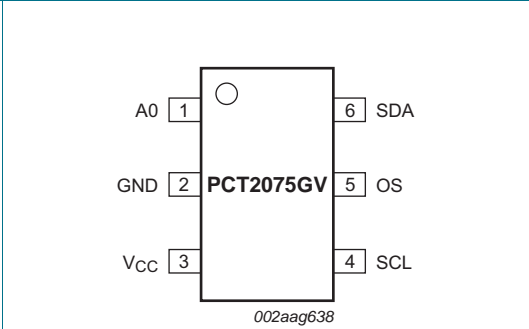 A0 1 6 SDA
GND 2 PCT2075GV 5 OS
VCC 3 4 SCL
002aag638